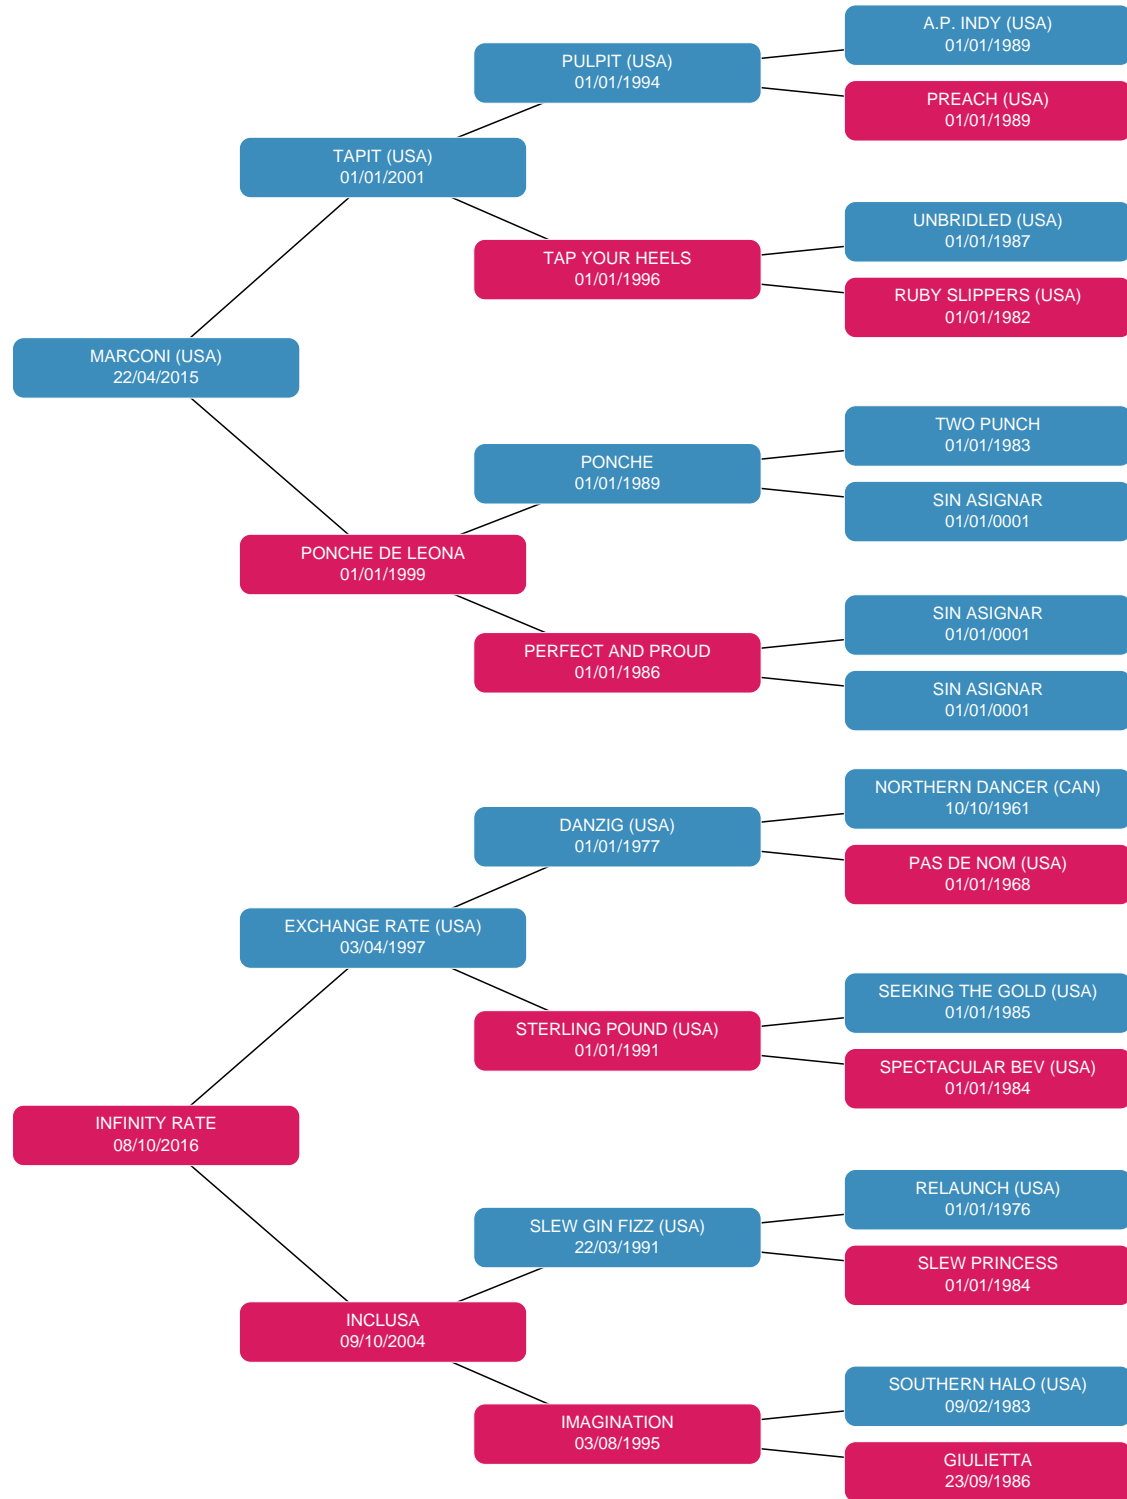 A.P. INDY (USA)
01/01/1989
PULPIT (USA)
01/01/1994
PREACH (USA)
01/01/1989
TAPIT (USA)
01/01/2001
UNBRIDLED (USA)
01/01/1987
TAP YOUR HEELS
01/01/1996
RUBY SLIPPERS (USA)
01/01/1982
MARCONI (USA)
22/04/2015
TWO PUNCH
01/01/1983
PONCHE
01/01/1989
SIN ASIGNAR
01/01/0001
PONCHE DE LEONA
01/01/1999
SIN ASIGNAR
01/01/0001
PERFECT AND PROUD
01/01/1986
SIN ASIGNAR
01/01/0001
NORTHERN DANCER (CAN)
10/10/1961
DANZIG (USA)
01/01/1977
PAS DE NOM (USA)
01/01/1968
EXCHANGE RATE (USA)
03/04/1997
SEEKING THE GOLD (USA)
01/01/1985
STERLING POUND (USA)
01/01/1991
SPECTACULAR BEV (USA)
01/01/1984
INFINITY RATE
08/10/2016
RELAUNCH (USA)
01/01/1976
SLEW GIN FIZZ (USA)
22/03/1991
SLEW PRINCESS
01/01/1984
INCLUSA
09/10/2004
SOUTHERN HALO (USA)
09/02/1983
IMAGINATION
03/08/1995
GIULIETTA
23/09/1986